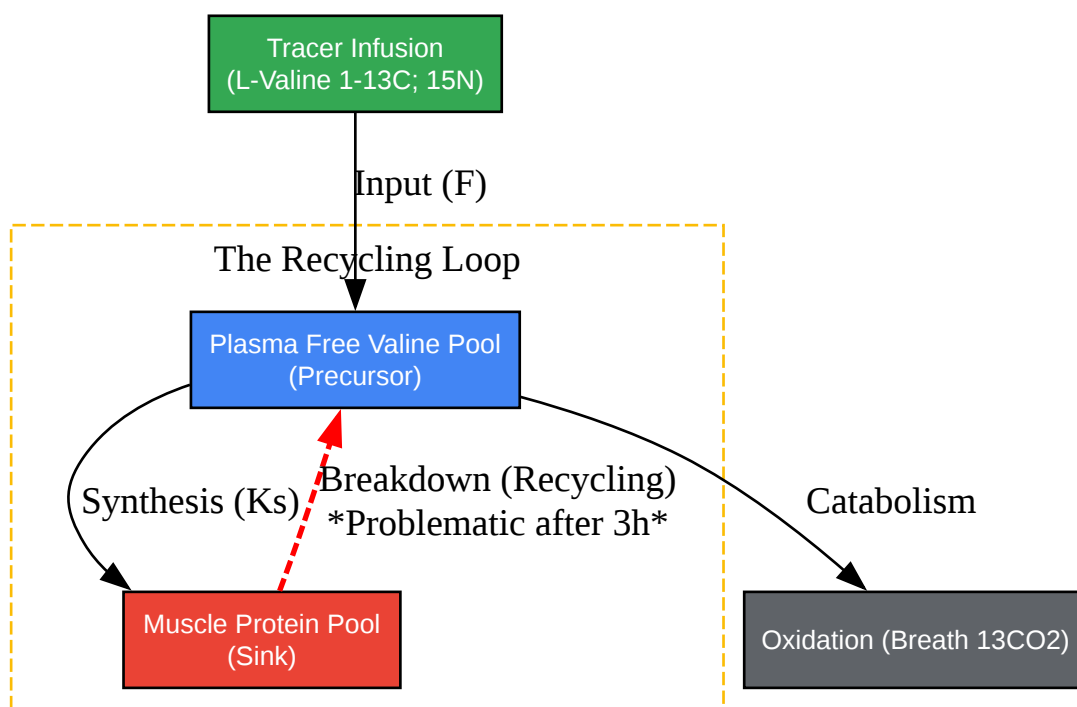 Tracer Infusion
(L-Valine 1-13C; 15N)
Input (F)
The Recycling Loop
Plasma Free Valine Pool
(Precursor)
Synthesis (Ks)
Breakdown (Recycling)
*Problematic after 3h*
Catabolism
Muscle Protein Pool
(Sink)
Oxidation (Breath 13CO2)